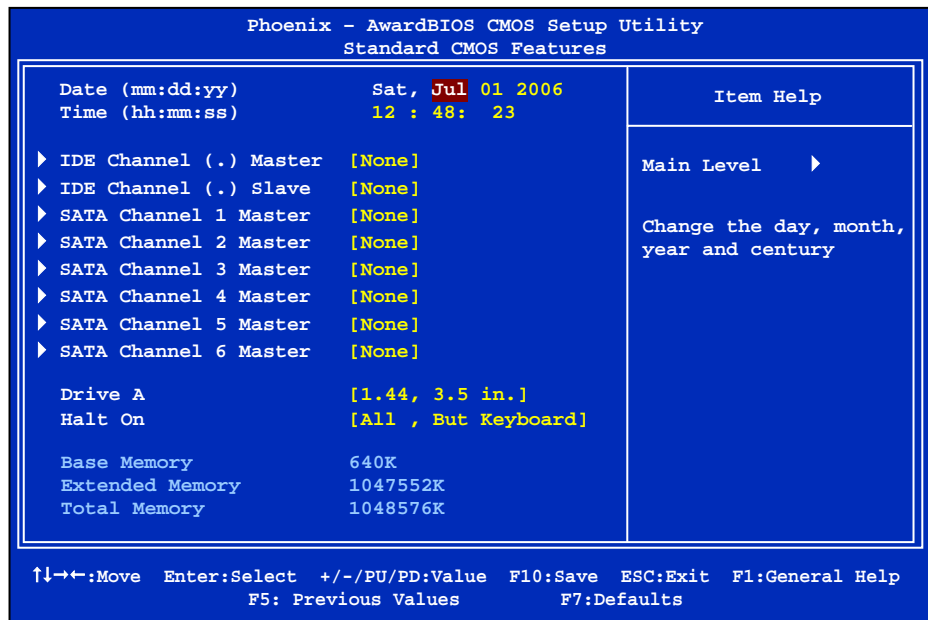 Phoenix – AwardBIOS CMOS Setup Utility
Standard CMOS Features
Date (mm:dd:yy) Sat, Jul 01 2006
Time (hh:mm:ss) 12 : 48: 23
IDE Channel (.) Master [None]
IDE Channel (.) Slave [None]
SATA Channel 1 Master [None]
SATA Channel 2 Master [None]
SATA Channel 3 Master [None]
SATA Channel 4 Master [None]
SATA Channel 5 Master [None]
SATA Channel 6 Master [None]
Drive A [1.44, 3.5 in.]
Halt On [All , But Keyboard]
Base Memory 640K
Extended Memory 1047552K
Total Memory 1048576K
Item Help
Main Level
Change the day, month,
year and century
↑↓→←:Move Enter:Select +/-/PU/PD:Value F10:Save ESC:Exit F1:General Help
F5: Previous Values F7:Defaults